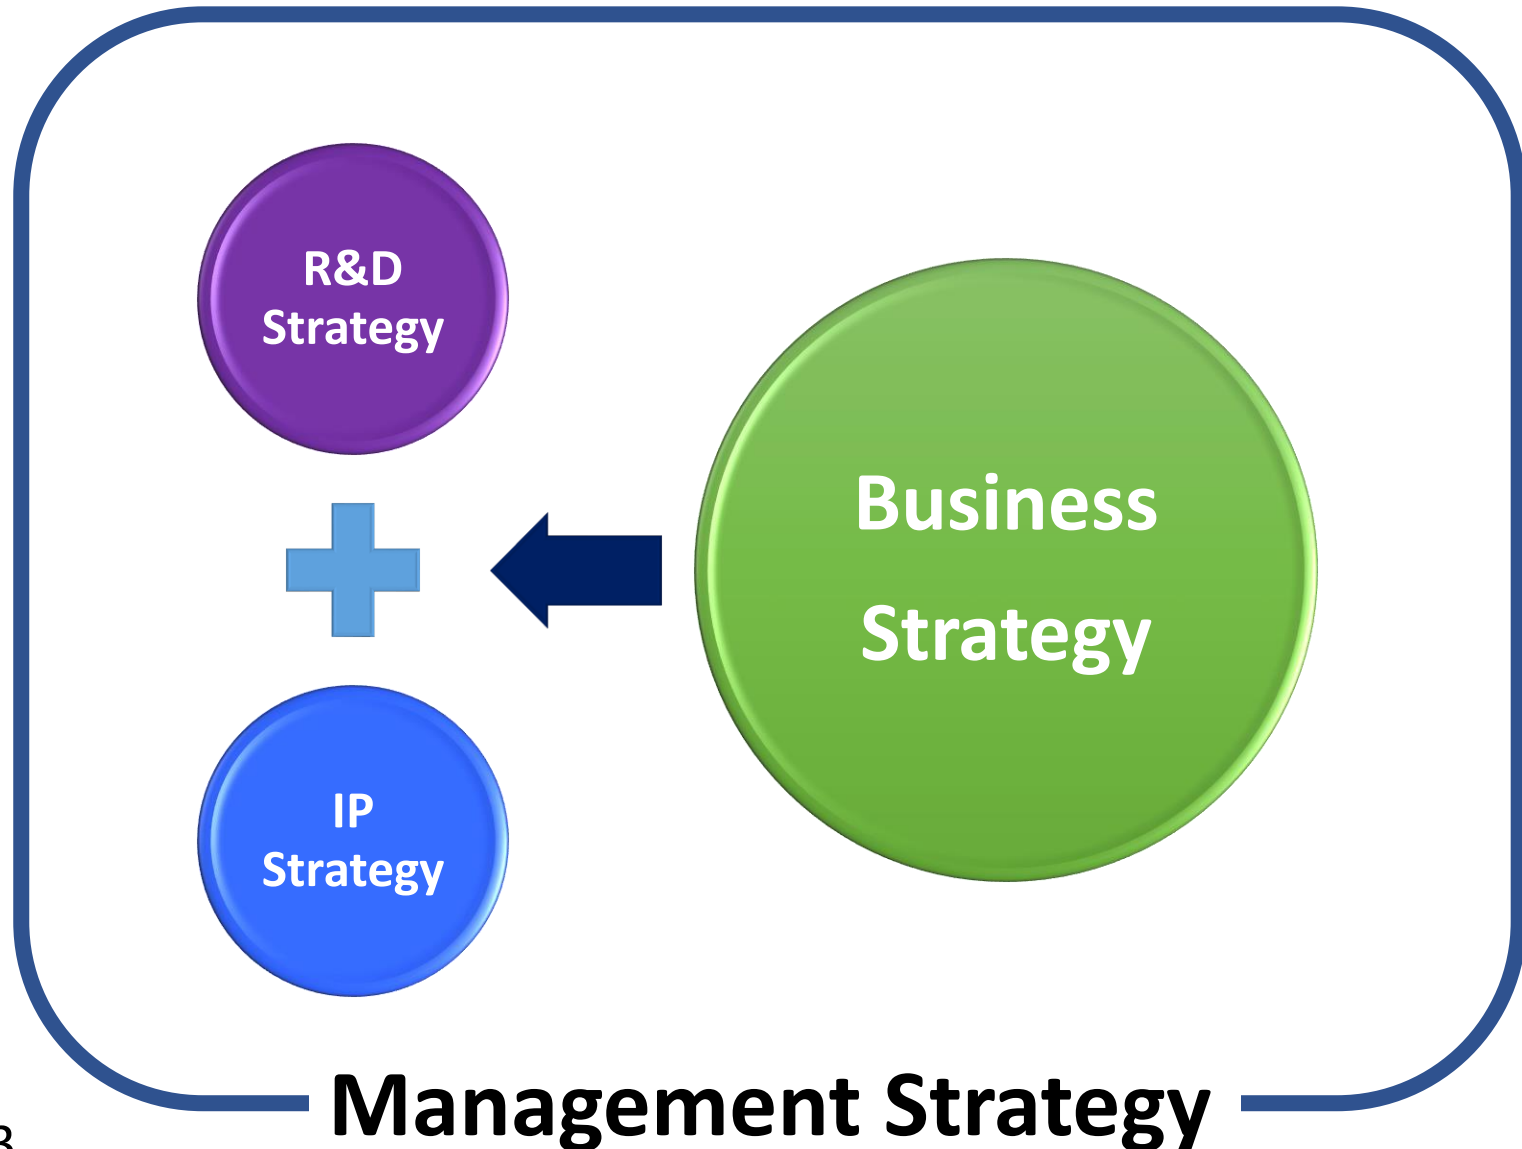 R&D
Strategy
Business
Strategy
IP
Strategy
Management Strategy